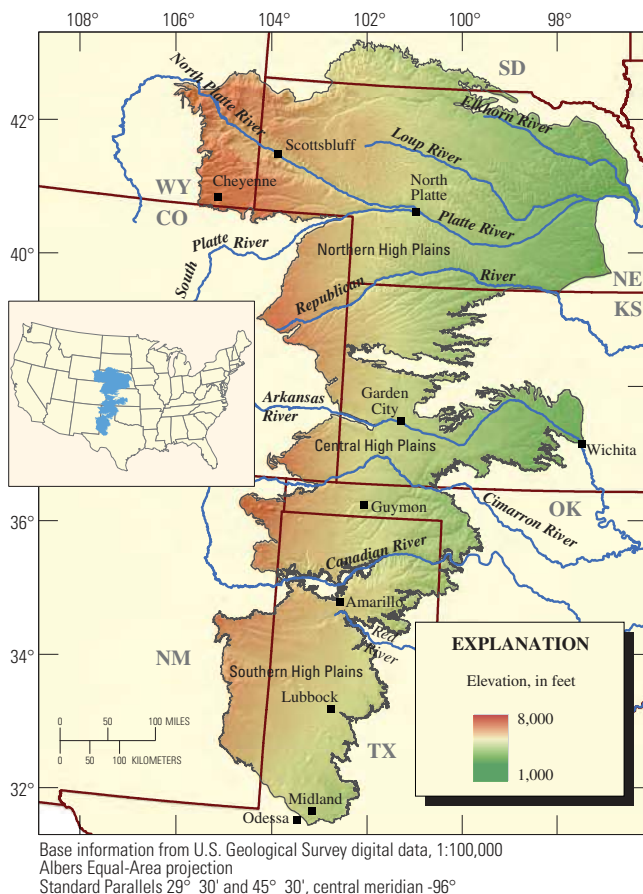 108° 106° 104° 102° 100° 98°
SD
North Platte River
Elkhorn River
42°
Scottsbluff
Loup River
WY
Cheyenne
North
Platte
CO
Platte River
South Platte River
40°
Northern High Plains
NE
Republican River
KS
Garden
City
Arkansas
River
Wichita
Central High Plains
OK
36°
Guymon
Cimarron River
Canadian River
Amarillo
Red River
34°
NM
Southern High Plains
Lubbock
TX
32°
Midland
Odessa
EXPLANATION
Elevation, in feet
8,000
1,000
0 50 100 MILES
0 50 100 KILOMETERS
Base information from U.S. Geological Survey digital data, 1:100,000
Albers Equal-Area projection
Standard Parallels 29° 30' and 45° 30', central meridian -96°